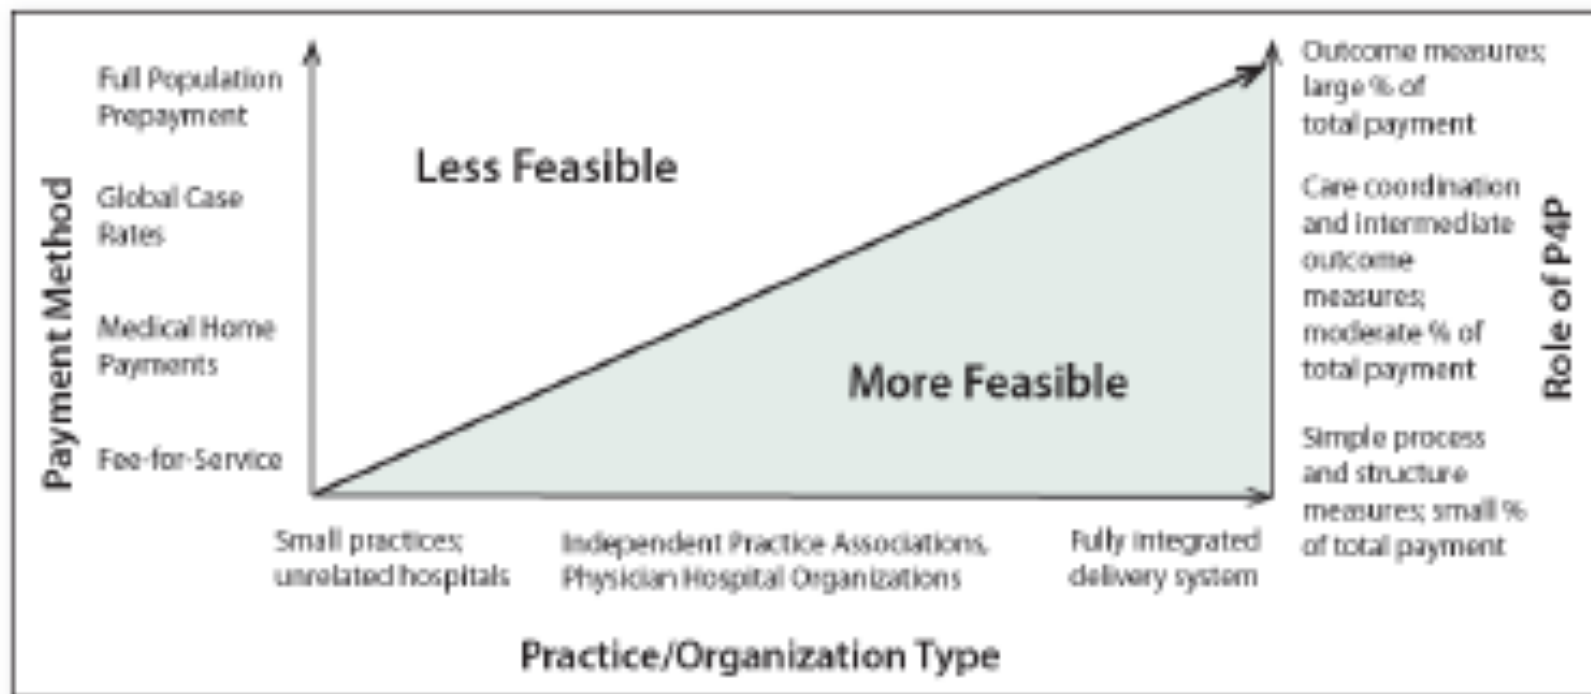 Payment Method
Full Population
Prepayment
Global Case
Rates
Medical Home
Payments
Fee-for-Service
Less Feasible
More Feasible
Outcome measures;
large % of
total payment
Care coordination
and intermediate
outcome
measures;
moderate % of
total payment
Simple process
and structure
measures; small %
of total payment
Role of P4P
Small practices;
unrelated hospitals
Independent Practice Associations,
Physician Hospital Organizations
Fully integrated
delivery system
Practice/Organization Type